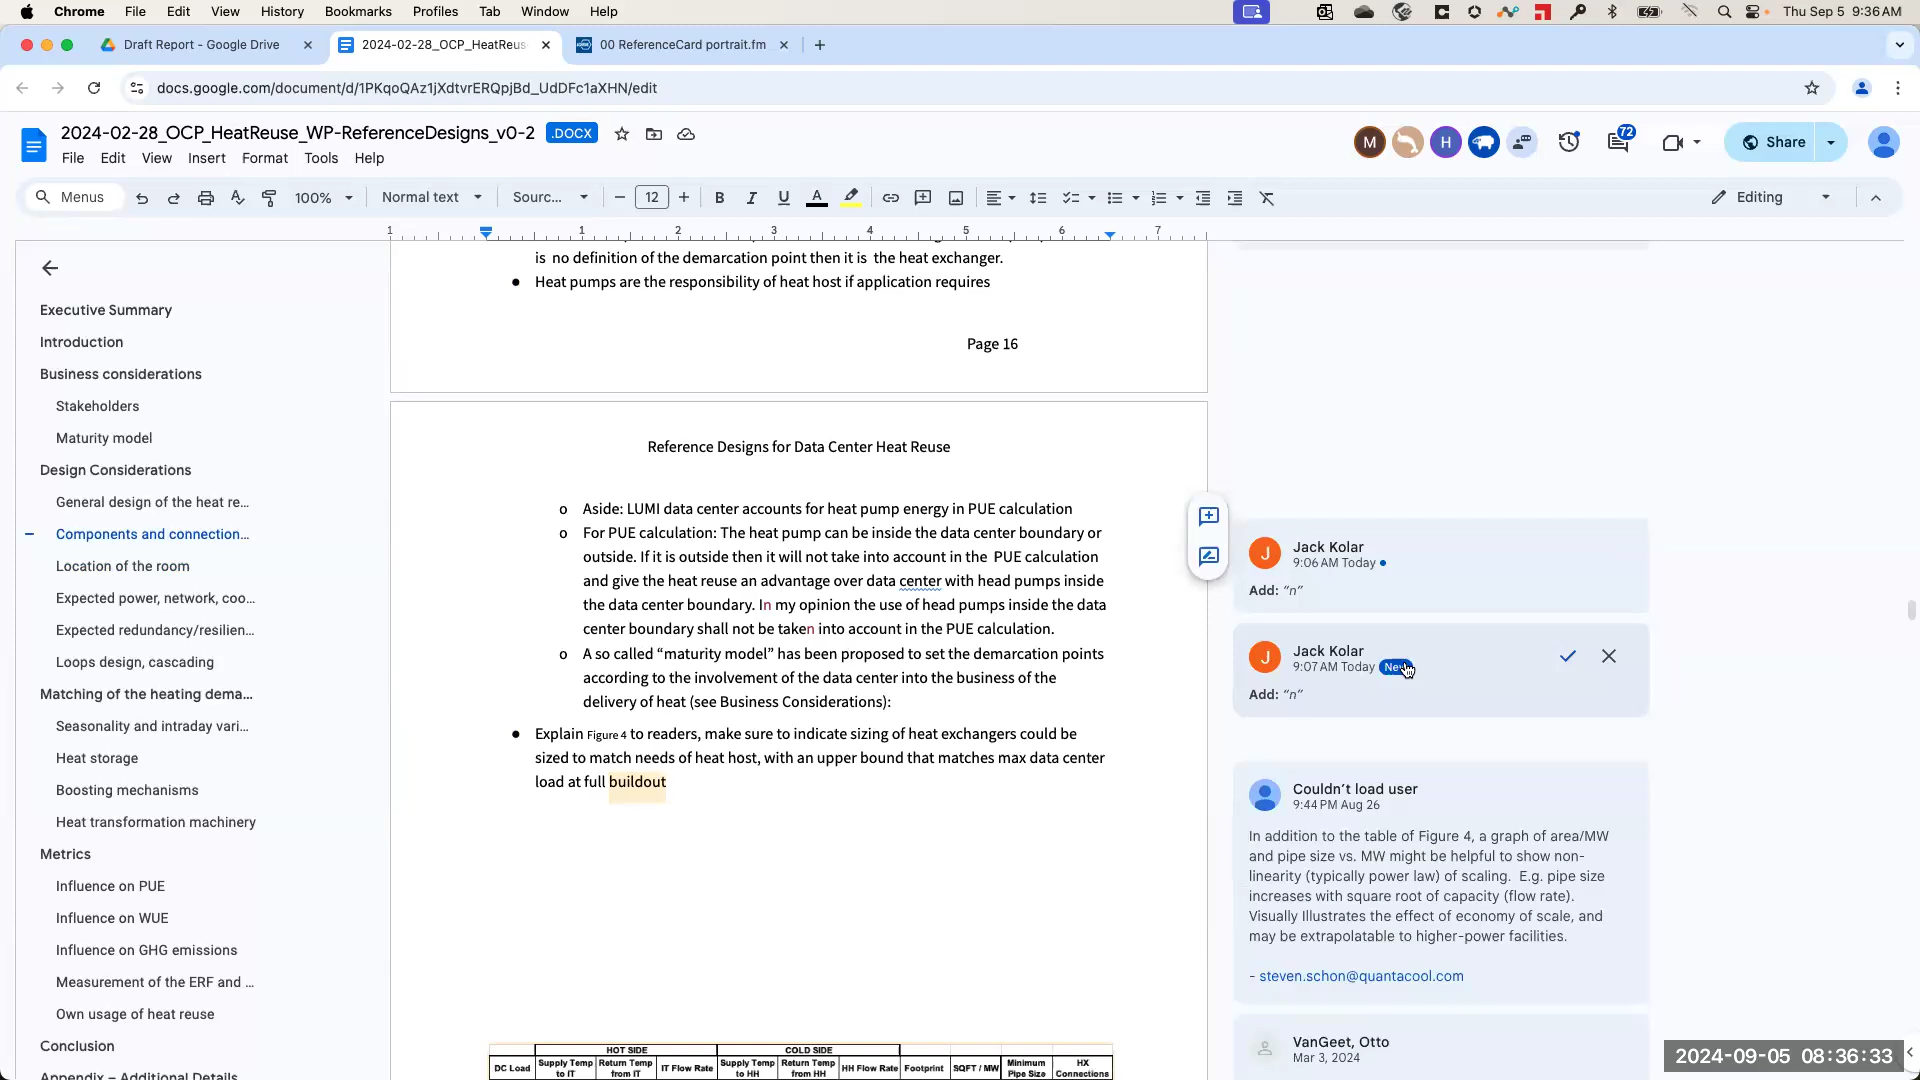 Chrome File Edit View History Bookmarks Profiles Tab Window Help Thu Sep 5 9:36 AM
Draft Report - Google Drive 2024-02-28_OCP_HeatReus 00 ReferenceCard portrait.fm
docs.google.com/document/d/1PKqoQAz1jXdtvrERQpjBd_UdDFc1aXHN/edit
2024-02-28_OCP_HeatReuse_WP-ReferenceDesigns_v0-2 .DOCX
M H 72 Share
File Edit View Insert Format Tools Help
Menus 100% Normal text Sourc... 12 B I U A Editing
1 1 2 3 4 5 6 7
Executive Summary
Introduction
Business considerations
Stakeholders
Maturity model
Design Considerations
General design of the heat re...
Components and connection...
Location of the room
Expected power, network, coo...
Expected redundancy/resilien...
Loops design, cascading
Matching of the heating dema...
Seasonality and intraday vari...
Heat storage
Boosting mechanisms
Heat transformation machinery
Metrics
Influence on PUE
Influence on WUE
Influence on GHG emissions
Measurement of the ERF and ...
Own usage of heat reuse
Conclusion
Appendix – Additional Details
is no definition of the demarcation point then it is the heat exchanger.
● Heat pumps are the responsibility of heat host if application requires
Page 16
Reference Designs for Data Center Heat Reuse
o Aside: LUMI data center accounts for heat pump energy in PUE calculation
o For PUE calculation: The heat pump can be inside the data center boundary or
outside. If it is outside then it will not take into account in the PUE calculation
and give the heat reuse an advantage over data center with head pumps inside
the data center boundary. In my opinion the use of head pumps inside the data
center boundary shall not be taken into account in the PUE calculation.
o A so called “maturity model” has been proposed to set the demarcation points
according to the involvement of the data center into the business of the
delivery of heat (see Business Considerations):
● Explain Figure 4 to readers, make sure to indicate sizing of heat exchangers could be
sized to match needs of heat host, with an upper bound that matches max data center
load at full buildout
HOT SIDE COLD SIDE
DC Load Supply Temp to IT Return Temp from IT IT Flow Rate Supply Temp to HH Return Temp from HH HH Flow Rate Footprint SQFT / MW Minimum Pipe Size HX Connections
J Jack Kolar
9:06 AM Today
Add: “n”
J Jack Kolar
9:07 AM Today New
Add: “n”
Couldn’t load user
9:44 PM Aug 26
In addition to the table of Figure 4, a graph of area/MW
and pipe size vs. MW might be helpful to show non-
linearity (typically power law) of scaling. E.g. pipe size
increases with square root of capacity (flow rate).
Visually Illustrates the effect of economy of scale, and
may be extrapolatable to higher-power facilities.
- steven.schon@quantacool.com
VanGeet, Otto
Mar 3, 2024
2024-09-05 08:36:33